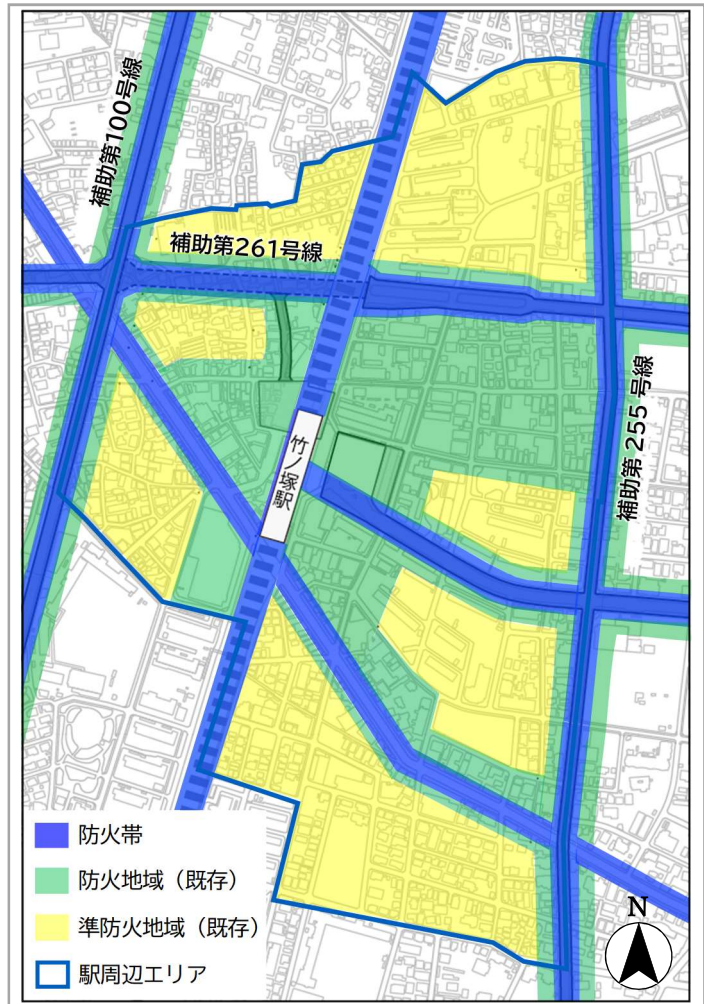 補助第100号線
補助第261号線
補助第255号線
竹ノ塚駅
防火帯
防火地域（既存）
準防火地域（既存）
駅周辺エリア
N